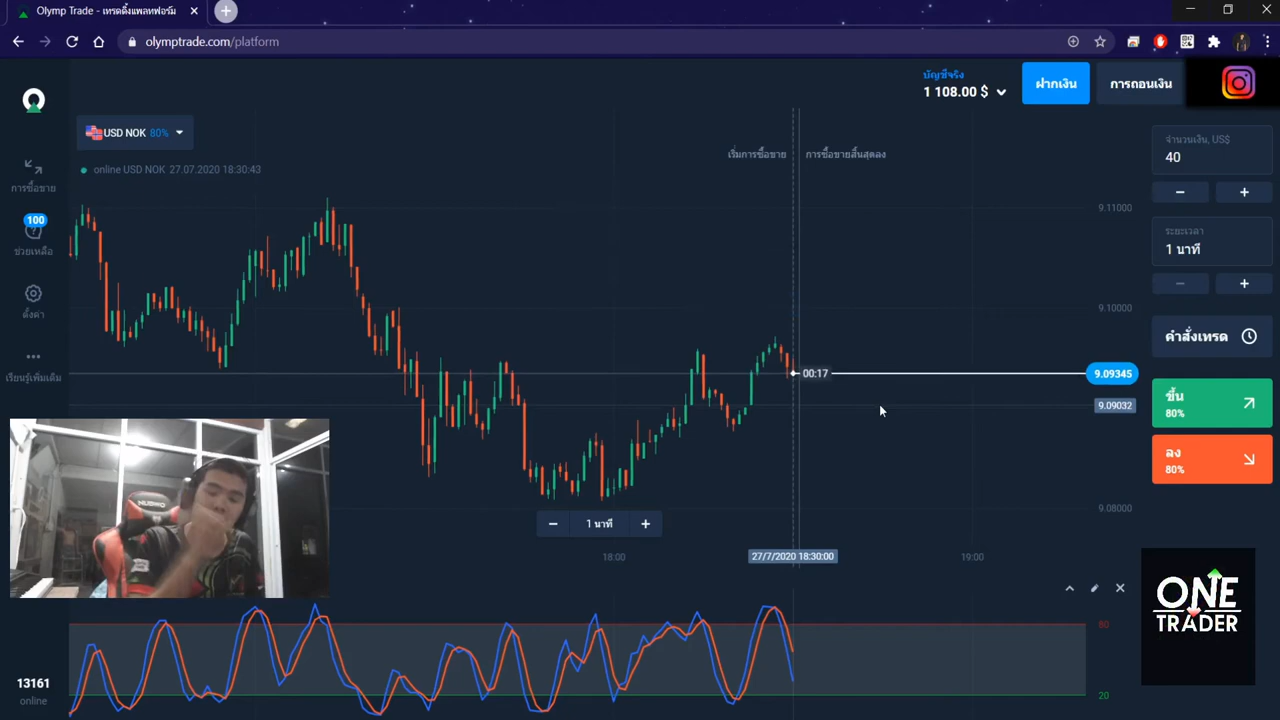 Olymp Trade - เทรดดิ้งแพลทฟอร์ม
olymptrade.com/platform
บัญชีจริง
1 108.00 $
ฝากเงิน
การถอนเงิน
USD NOK 80%
online USD NOK 27.07.2020 18:30:43
เริ่มการซื้อขาย
การซื้อขายสิ้นสุดลง
การซื้อขาย
100
ช่วยเหลือ
ตั้งค่า
เรียนรู้เพิ่มเติม
9.11000
9.10000
00:17
9.09345
9.09032
9.08000
1 นาที
18:00
27/7/2020 18:30:00
19:00
จำนวนเงิน, US$
40
ระยะเวลา
1 นาที
คำสั่งเทรด
ขึ้น
80%
ลง
80%
NUBWO
80
20
13161
online
ONE
TRADER